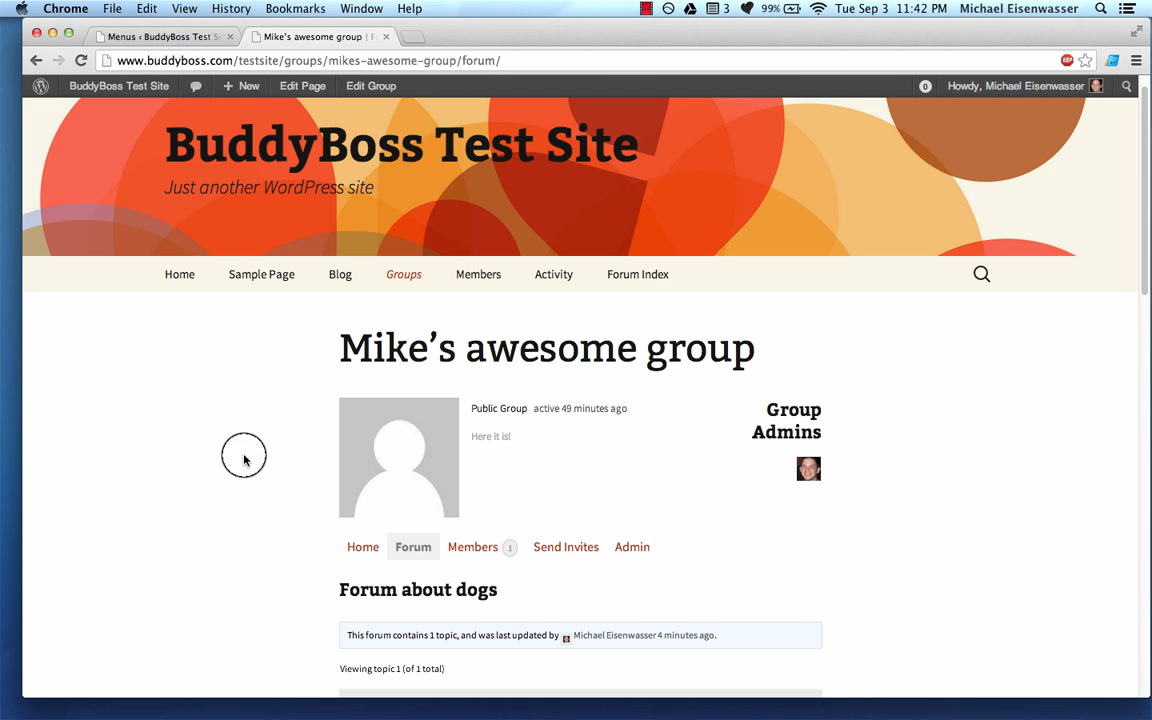 Chrome File Edit View History Bookmarks Window Help 3 99% Tue Sep 3 11:42 PM Michael Eisenwasser
Menus ‹ BuddyBoss Test Si Mike's awesome group | F
www.buddyboss.com/testsite/groups/mikes-awesome-group/forum/ ABP
BuddyBoss Test Site + New Edit Page Edit Group 0 Howdy, Michael Eisenwasser
BuddyBoss Test Site
Just another WordPress site
Home Sample Page Blog Groups Members Activity Forum Index
Mike's awesome group
Public Group active 49 minutes ago
Here it is!
Group
Admins
Home Forum Members 1 Send Invites Admin
Forum about dogs
This forum contains 1 topic, and was last updated by Michael Eisenwasser 4 minutes ago.
Viewing topic 1 (of 1 total)